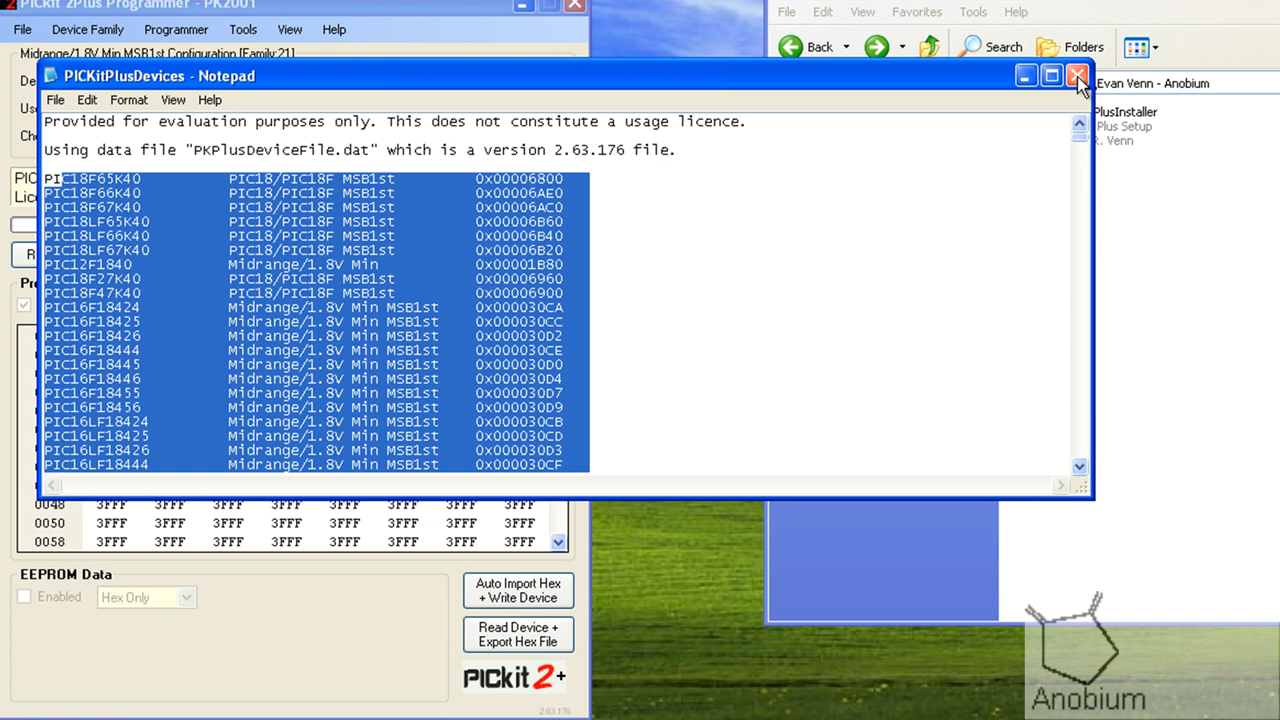 PICkit 2Plus Programmer - PK2001
File Device Family Programmer Tools View Help
Midrange/1.8V Min MSB1st Configuration [Family:21]
File Edit View Favorites Tools Help
Back Search Folders
Evan Venn - Anobium
PlusInstaller
Plus Setup
R. Venn
PICKitPlusDevices - Notepad
File Edit Format View Help
Provided for evaluation purposes only. This does not constitute a usage licence.
Using data file "PKPlusDeviceFile.dat" which is a version 2.63.176 file.
PIC18F65K40 PIC18/PIC18F MSB1st 0x00006B00
PIC18F66K40 PIC18/PIC18F MSB1st 0x00006AE0
PIC18F67K40 PIC18/PIC18F MSB1st 0x00006AC0
PIC18LF65K40 PIC18/PIC18F MSB1st 0x00006B60
PIC18LF66K40 PIC18/PIC18F MSB1st 0x00006B40
PIC18LF67K40 PIC18/PIC18F MSB1st 0x00006B20
PIC12F1840 Midrange/1.8V Min 0x00001B80
PIC18F27K40 PIC18/PIC18F MSB1st 0x00006960
PIC18F47K40 PIC18/PIC18F MSB1st 0x00006900
PIC16F18424 Midrange/1.8V Min MSB1st 0x000030CA
PIC16F18425 Midrange/1.8V Min MSB1st 0x000030CC
PIC16F18426 Midrange/1.8V Min MSB1st 0x000030D2
PIC16F18444 Midrange/1.8V Min MSB1st 0x000030CE
PIC16F18445 Midrange/1.8V Min MSB1st 0x000030D0
PIC16F18446 Midrange/1.8V Min MSB1st 0x000030D4
PIC16F18455 Midrange/1.8V Min MSB1st 0x000030D7
PIC16F18456 Midrange/1.8V Min MSB1st 0x000030D9
PIC16LF18424 Midrange/1.8V Min MSB1st 0x000030CB
PIC16LF18425 Midrange/1.8V Min MSB1st 0x000030CD
PIC16LF18426 Midrange/1.8V Min MSB1st 0x000030D3
PIC16LF18444 Midrange/1.8V Min MSB1st 0x000030CF
0048 3FFF 3FFF 3FFF 3FFF 3FFF 3FFF 3FFF 3FFF
0050 3FFF 3FFF 3FFF 3FFF 3FFF 3FFF 3FFF 3FFF
0058 3FFF 3FFF 3FFF 3FFF 3FFF 3FFF 3FFF 3FFF
EEPROM Data
Enabled Hex Only
Auto Import Hex
+ Write Device
Read Device +
Export Hex File
PICkit 2+
2.63.176
Anobium